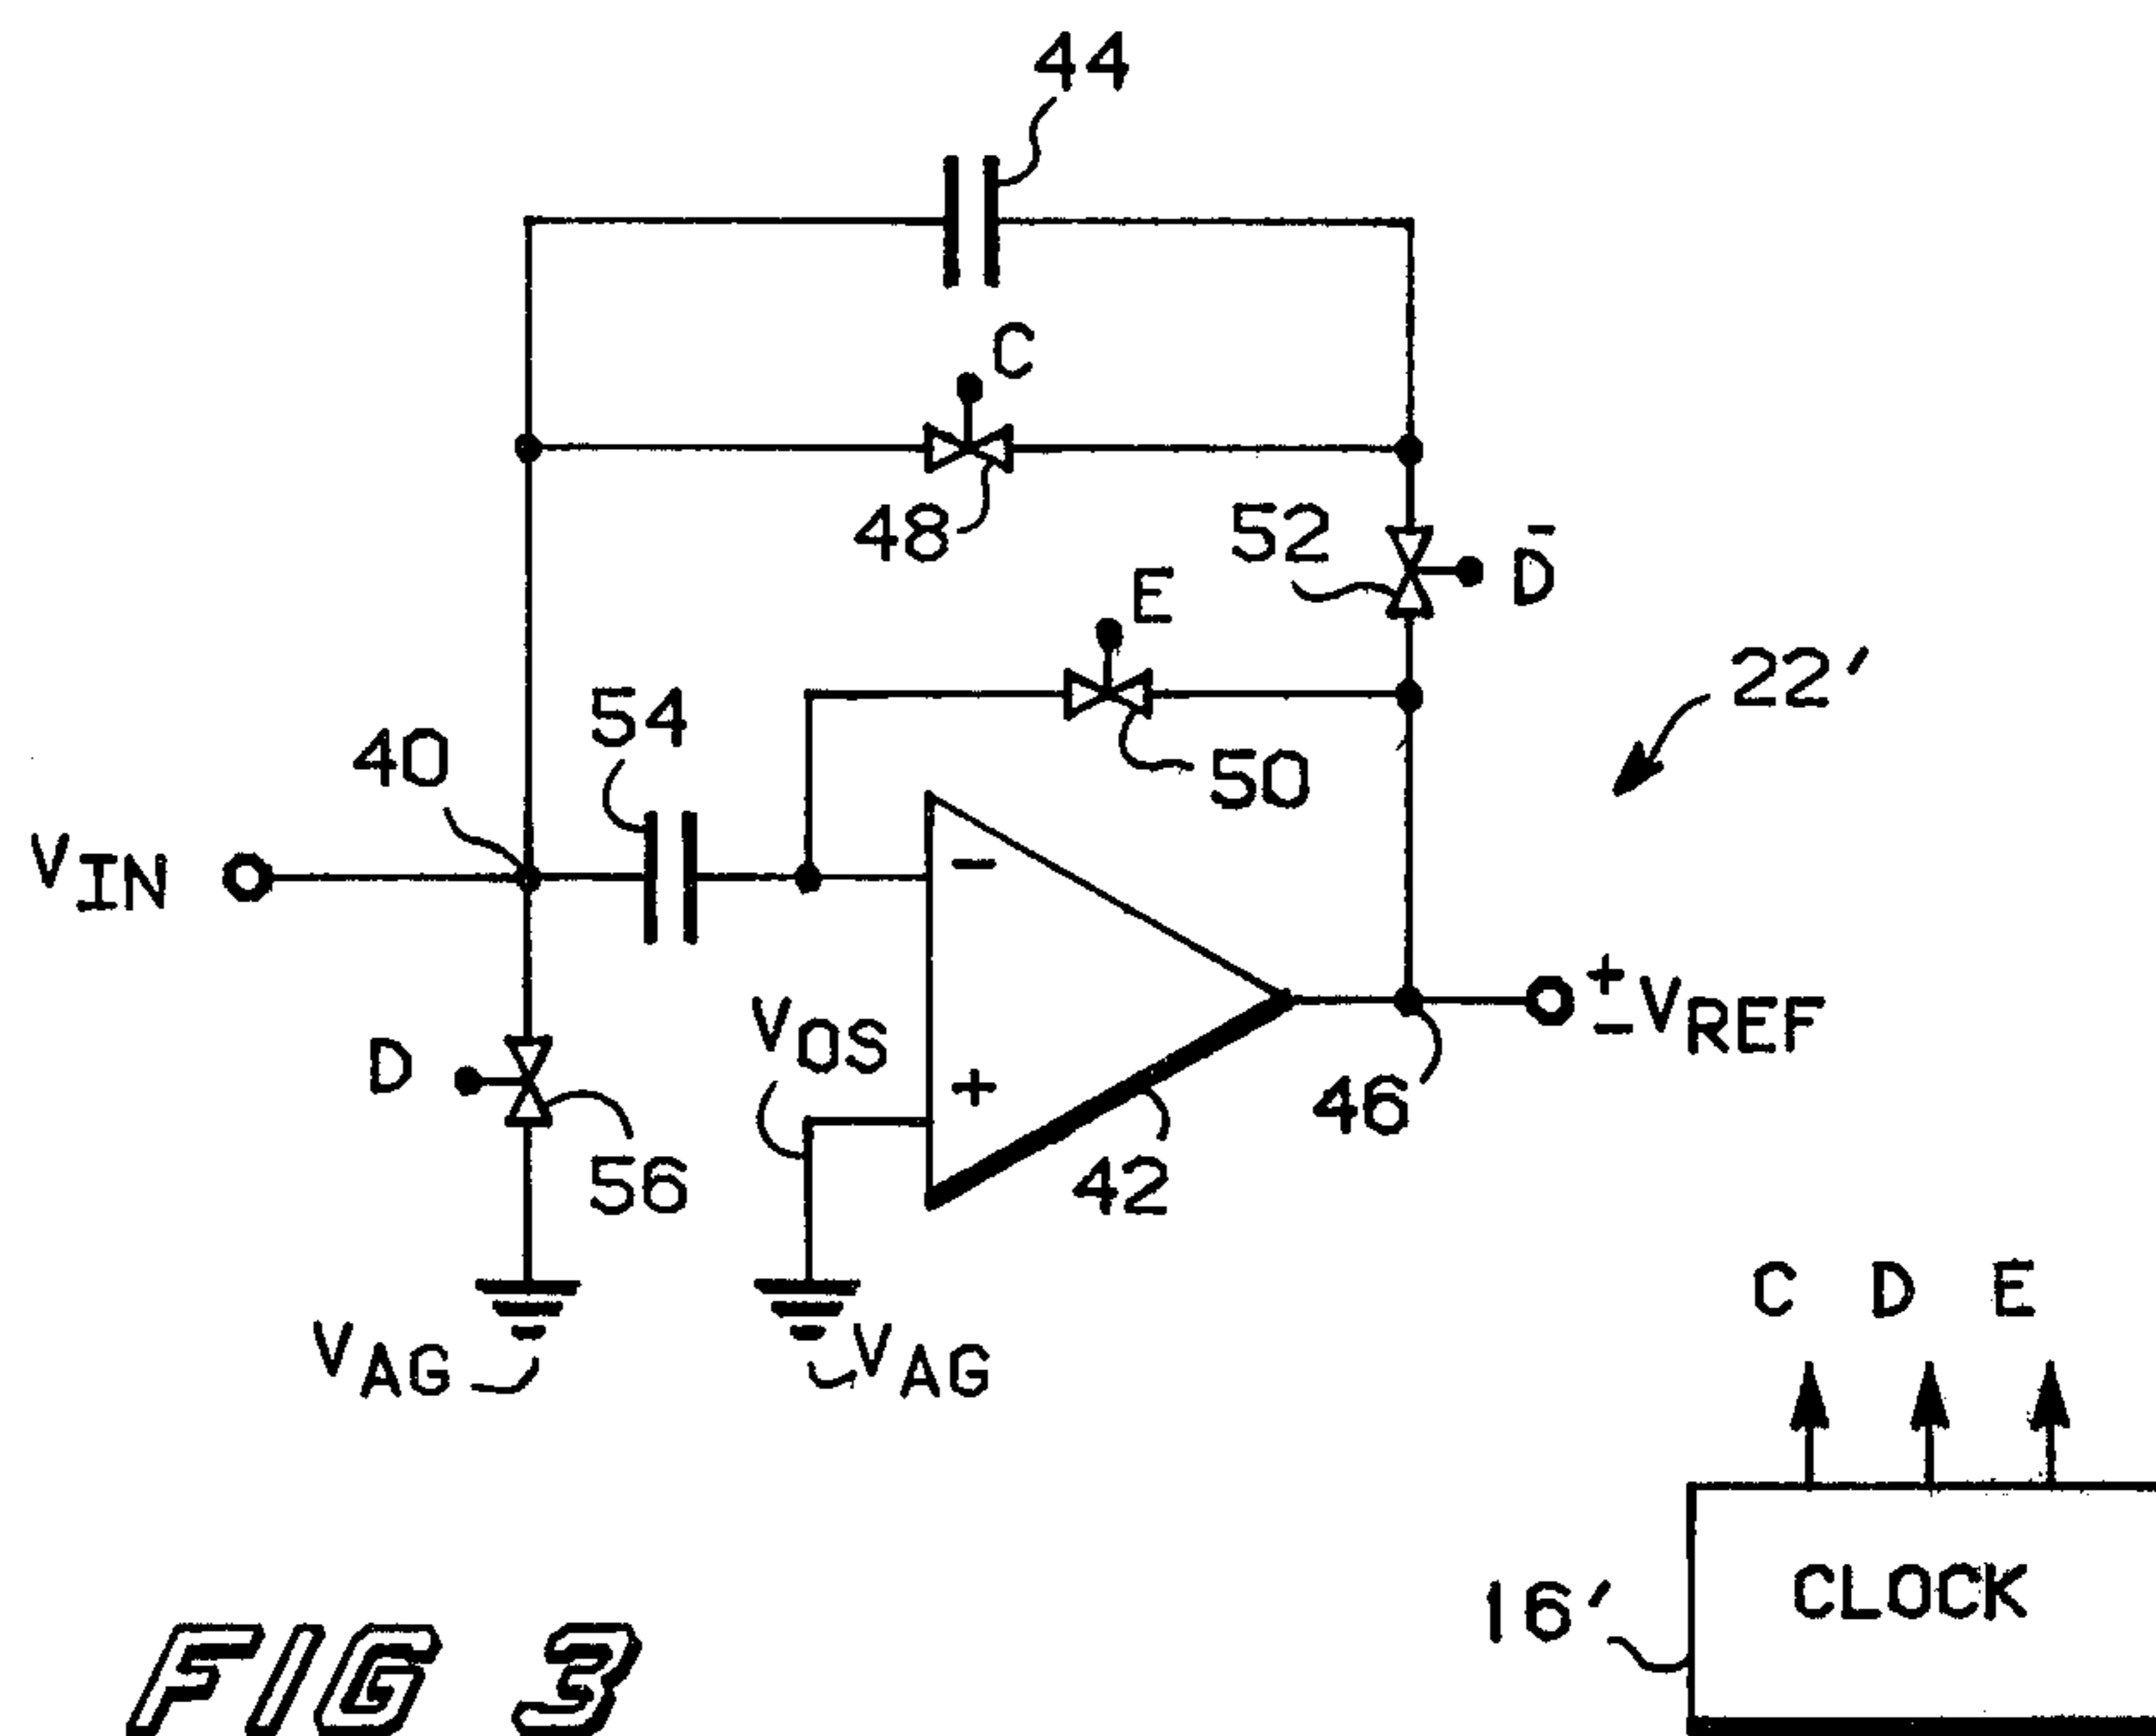 44
C
48
52
D̄
E
22′
54
40
50
VIN
−
VOS
±VREF
D
+
46
56
42
C D E
VAG
VAG
CLOCK
16′
FIG 3